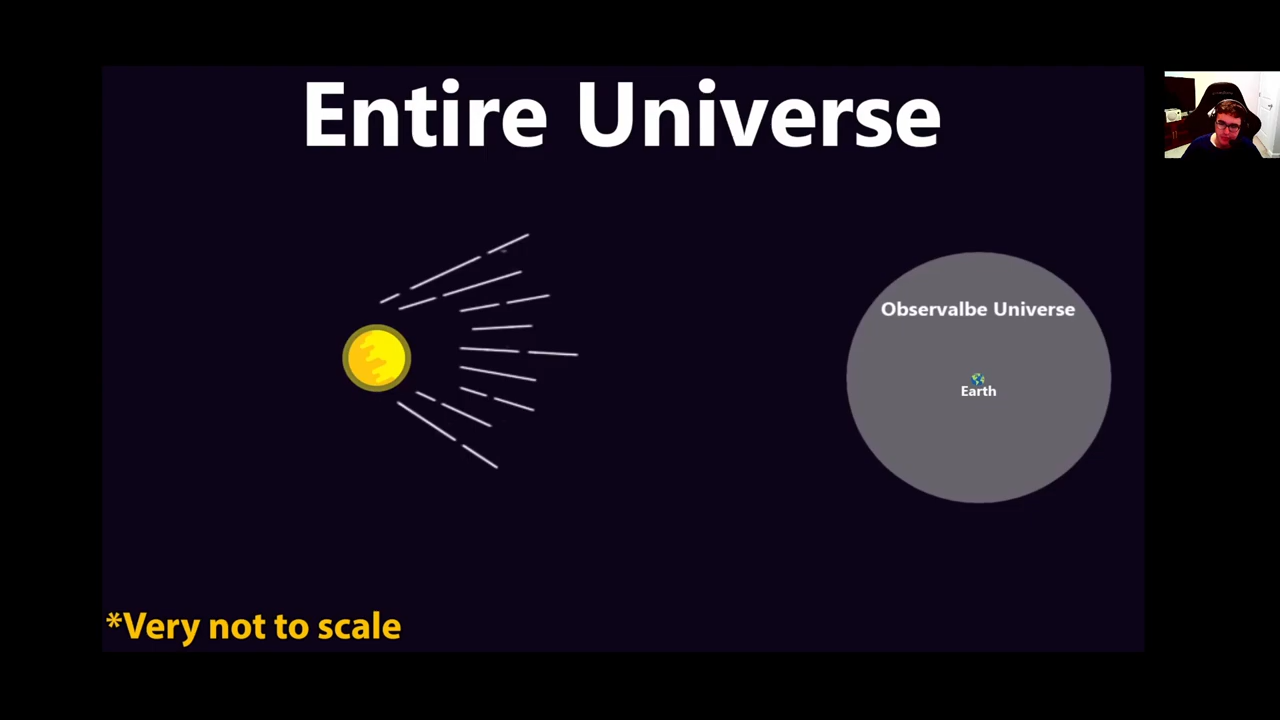 Entire Universe
Observalbe Universe
Earth
*Very not to scale